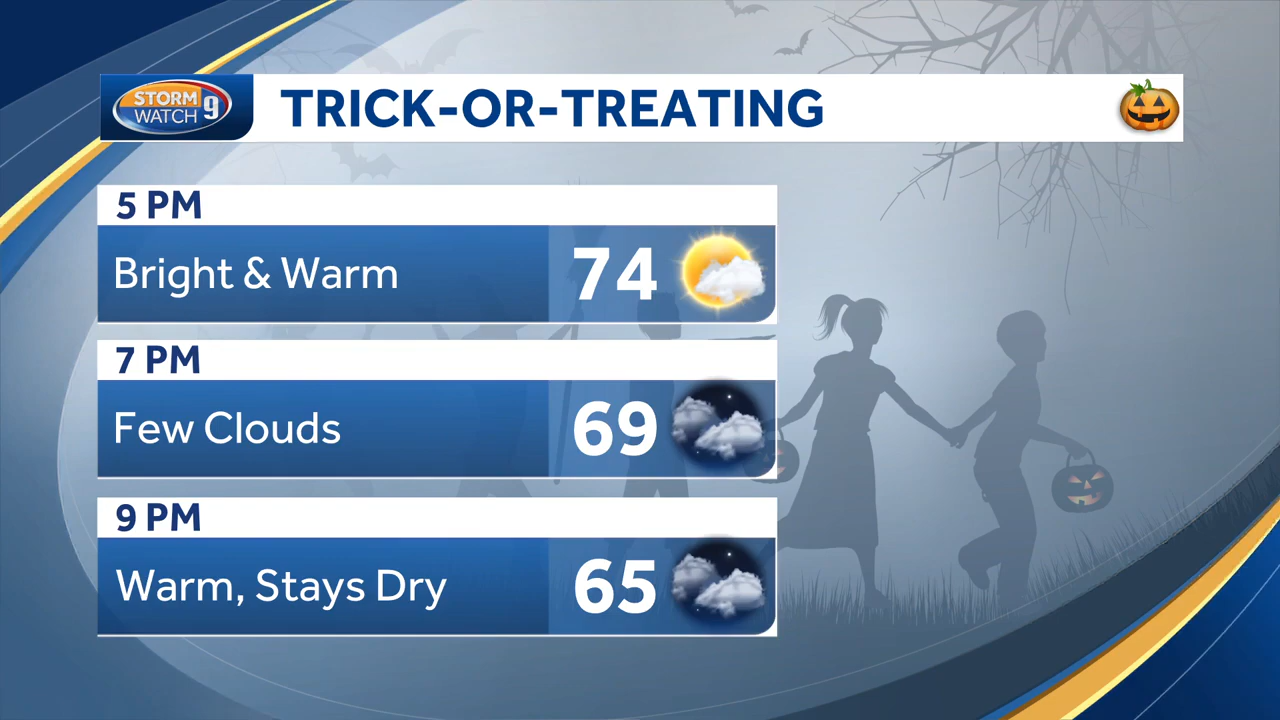 STORM
WATCH 9
TRICK-OR-TREATING
5 PM
Bright & Warm 74
7 PM
Few Clouds 69
9 PM
Warm, Stays Dry 65